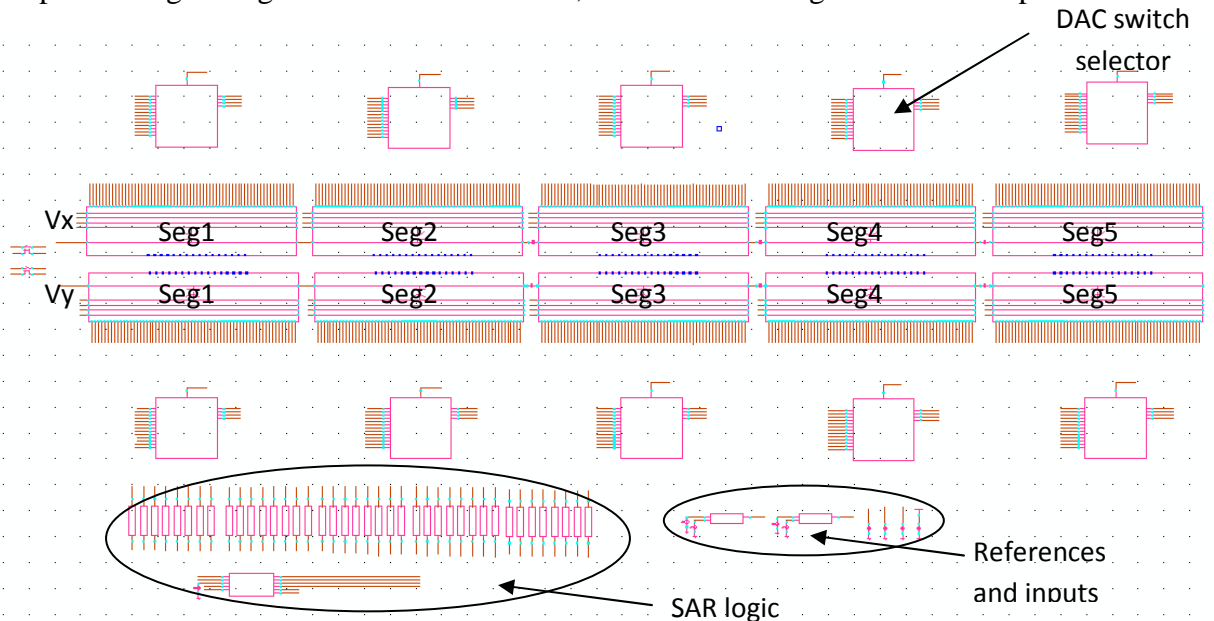 DAC switch
selector
Vx
Seg1 Seg2 Seg3 Seg4 Seg5
Vy
Seg1 Seg2 Seg3 Seg4 Seg5
References
and inputs
SAR logic